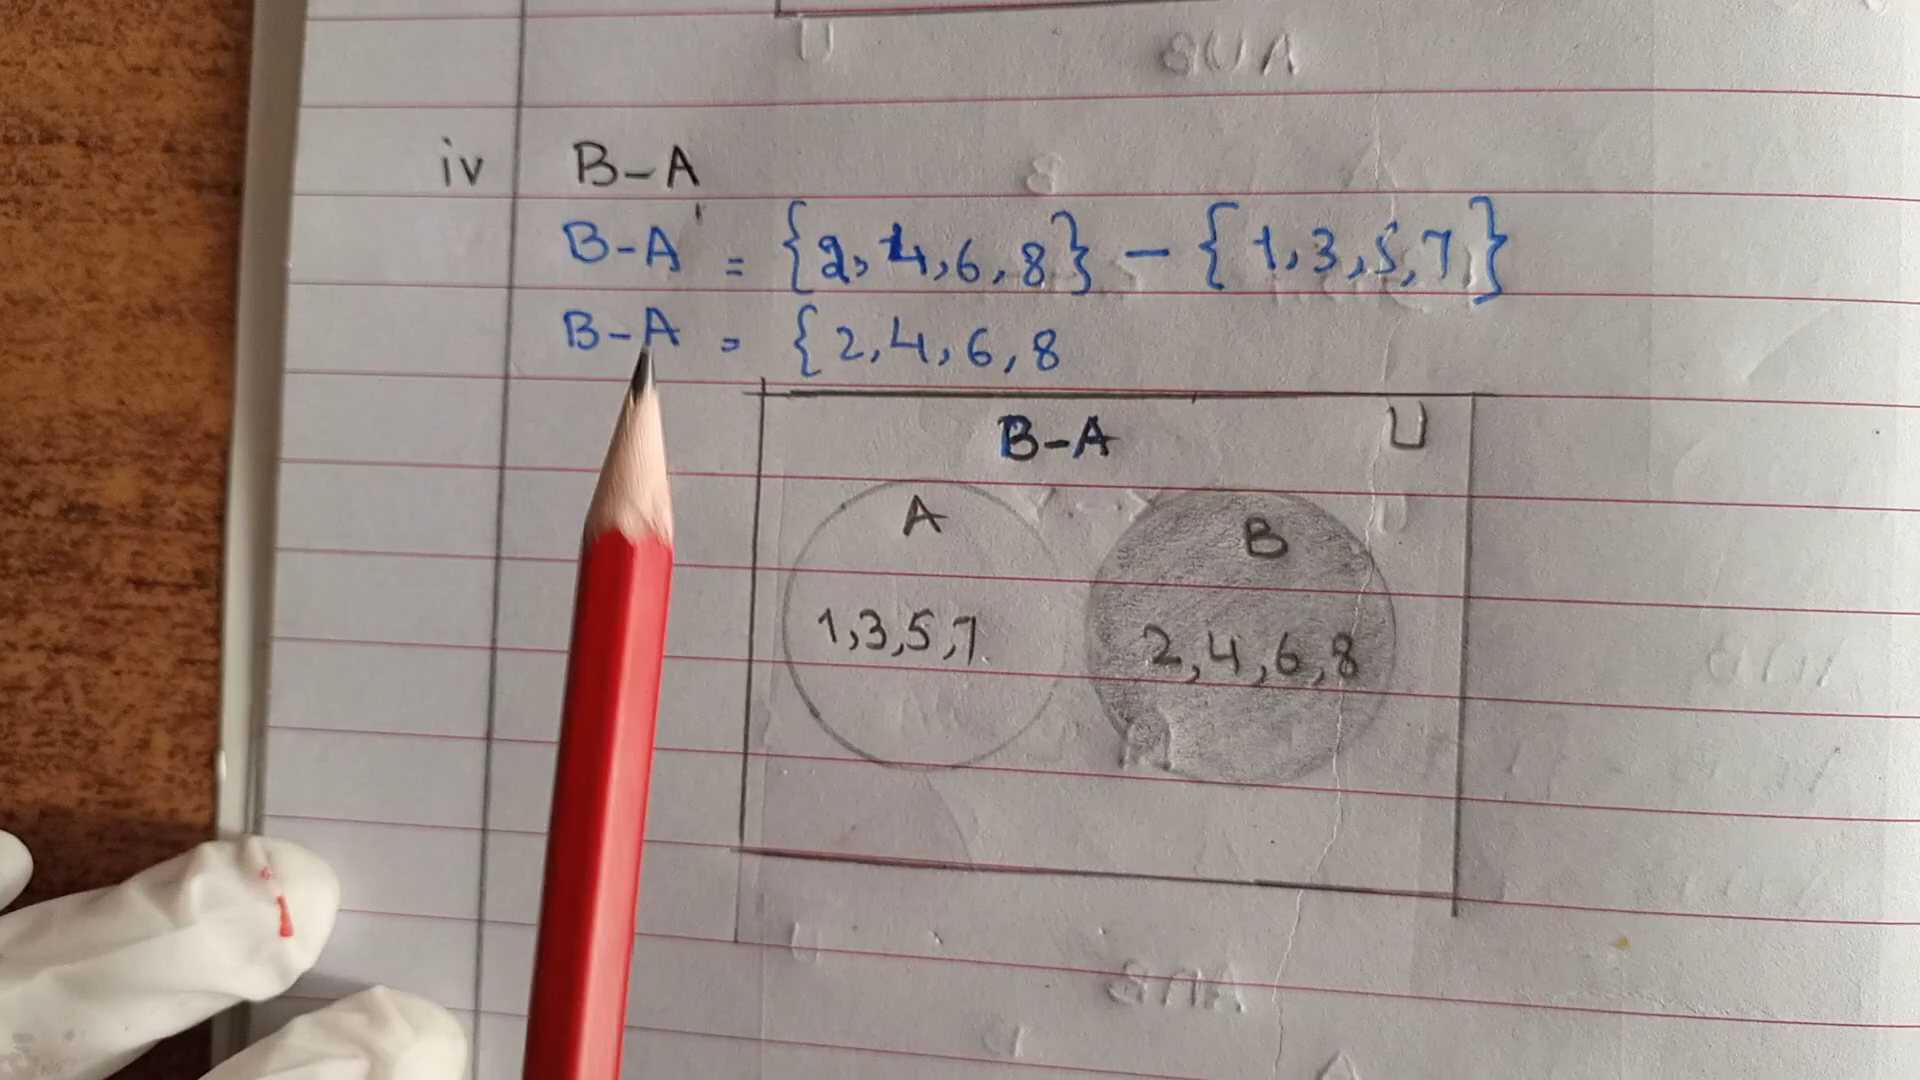 iv B-A
B-A = {2, 4, 6, 8} - {1, 3, 5, 7}
B-A = {2, 4, 6, 8
B-A U
A B
1,3,5,7 2,4,6,8